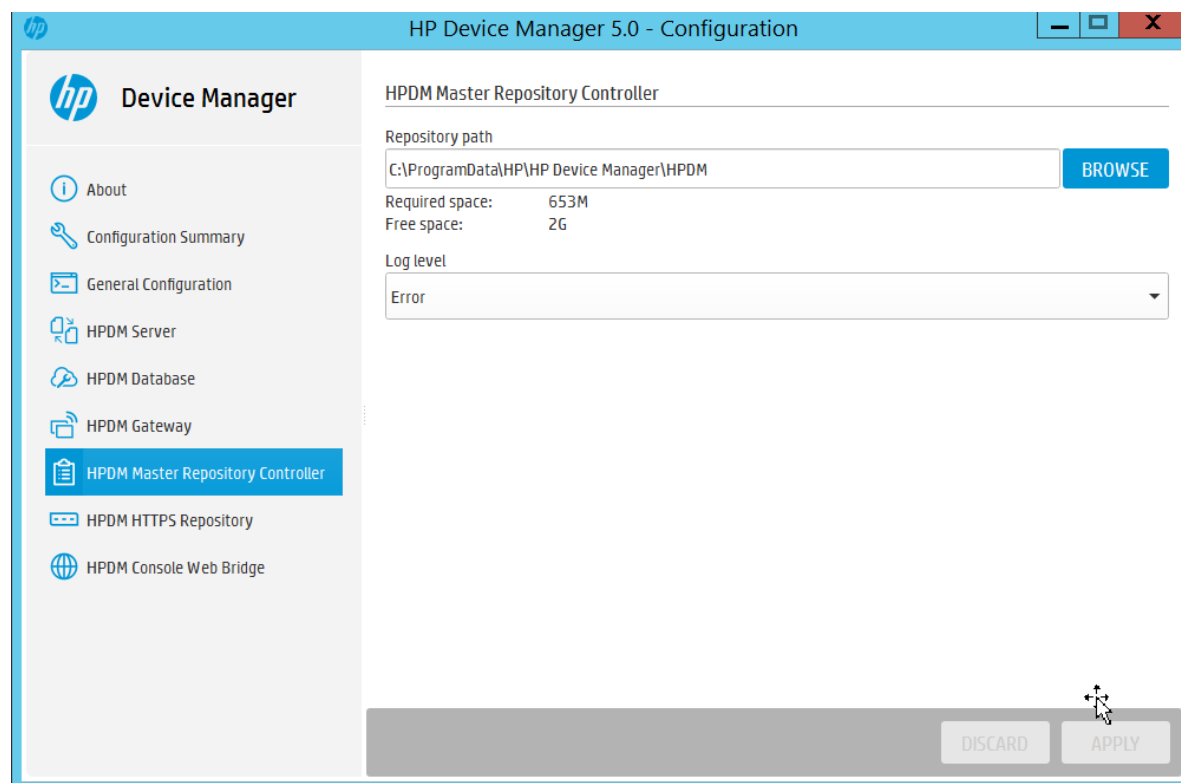 hp
HP Device Manager 5.0 - Configuration
X
hp
Device Manager
About
Configuration Summary
General Configuration
HPDM Server
HPDM Database
HPDM Gateway
HPDM Master Repository Controller
HPDM HTTPS Repository
HPDM Console Web Bridge
HPDM Master Repository Controller
Repository path
C:\ProgramData\HP\HP Device Manager\HPDM
BROWSE
Required space: 653M
Free space: 2G
Log level
Error
DISCARD
APPLY